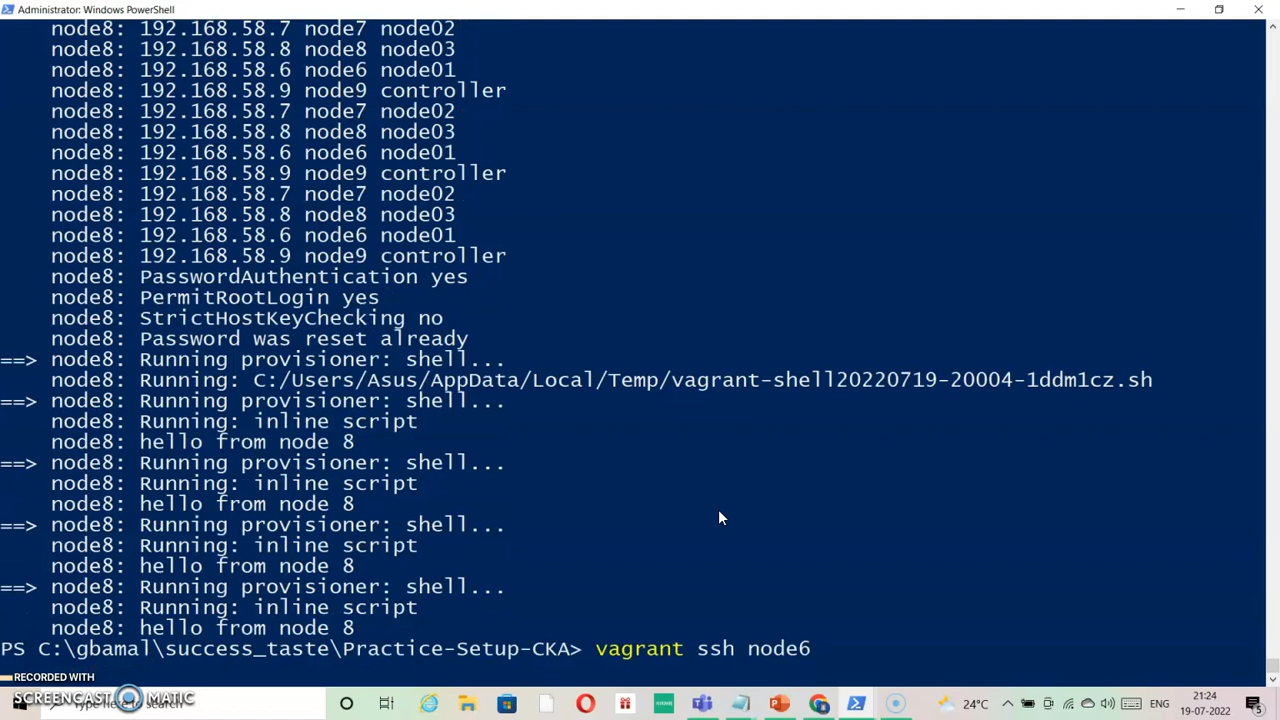 Administrator: Windows PowerShell
node8: 192.168.58.7 node7 node02
node8: 192.168.58.8 node8 node03
node8: 192.168.58.6 node6 node01
node8: 192.168.58.9 node9 controller
node8: 192.168.58.7 node7 node02
node8: 192.168.58.8 node8 node03
node8: 192.168.58.6 node6 node01
node8: 192.168.58.9 node9 controller
node8: 192.168.58.7 node7 node02
node8: 192.168.58.8 node8 node03
node8: 192.168.58.6 node6 node01
node8: 192.168.58.9 node9 controller
node8: PasswordAuthentication yes
node8: PermitRootLogin yes
node8: StrictHostKeyChecking no
node8: Password was reset already
==> node8: Running provisioner: shell...
node8: Running: C:/Users/Asus/AppData/Local/Temp/vagrant-shell20220719-20004-1ddm1cz.sh
==> node8: Running provisioner: shell...
node8: Running: inline script
node8: hello from node 8
==> node8: Running provisioner: shell...
node8: Running: inline script
node8: hello from node 8
==> node8: Running provisioner: shell...
node8: Running: inline script
node8: hello from node 8
==> node8: Running provisioner: shell...
node8: Running: inline script
node8: hello from node 8
PS C:\gbamal\success_taste\Practice-Setup-CKA> vagrant ssh node6
RECORDED WITH
SCREENCAST MATIC
Type here to search
24°C
ENG
21:24
19-07-2022
5